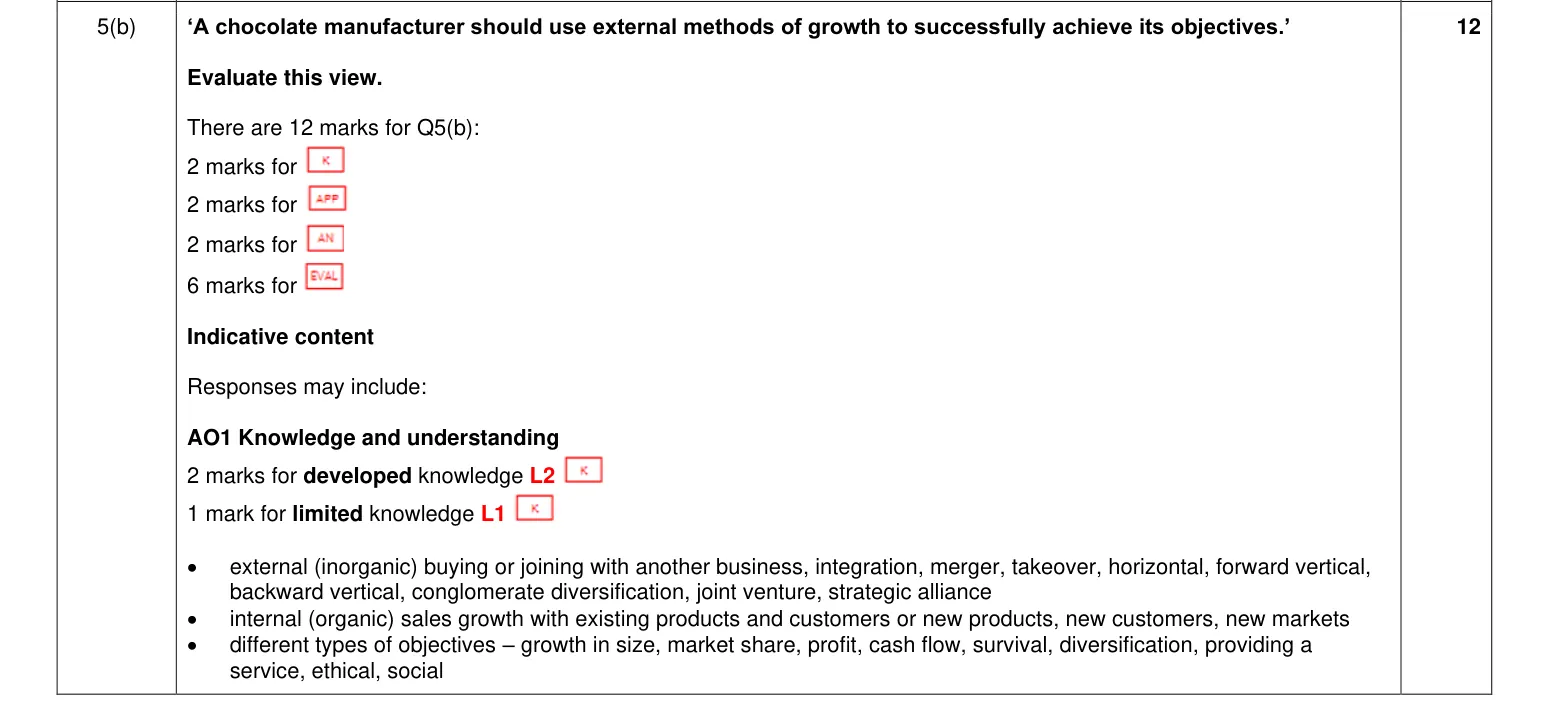 5(b) ‘A chocolate manufacturer should use external methods of growth to successfully achieve its objectives.’ 12
Evaluate this view.
There are 12 marks for Q5(b):
2 marks for K
2 marks for APP
2 marks for AN
6 marks for EVAL
Indicative content
Responses may include:
AO1 Knowledge and understanding
2 marks for developed knowledge L2 K
1 mark for limited knowledge L1 K
• external (inorganic) buying or joining with another business, integration, merger, takeover, horizontal, forward vertical,
backward vertical, conglomerate diversification, joint venture, strategic alliance
• internal (organic) sales growth with existing products and customers or new products, new customers, new markets
• different types of objectives – growth in size, market share, profit, cash flow, survival, diversification, providing a
service, ethical, social